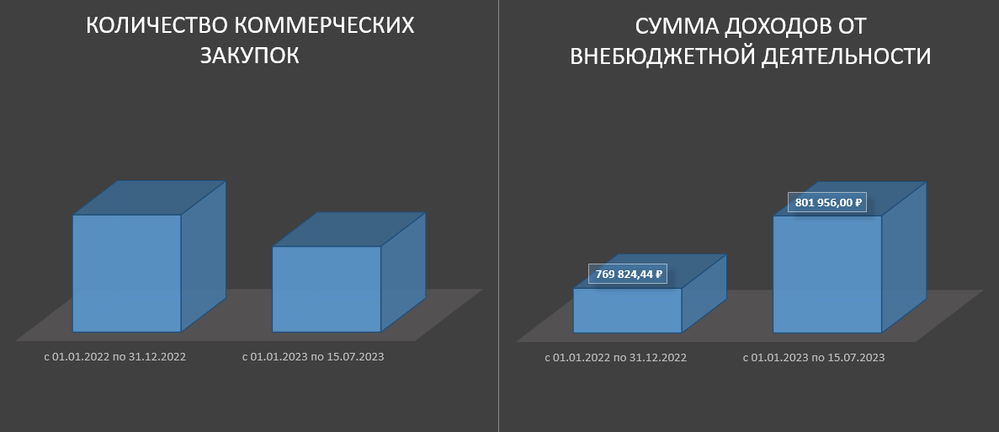 КОЛИЧЕСТВО КОММЕРЧЕСКИХ
ЗАКУПОК
с 01.01.2022 по 31.12.2022
с 01.01.2023 по 15.07.2023
СУММА ДОХОДОВ ОТ
ВНЕБЮДЖЕТНОЙ ДЕЯТЕЛЬНОСТИ
801 956,00 ₽
769 824,44 ₽
с 01.01.2022 по 31.12.2022
с 01.01.2023 по 15.07.2023